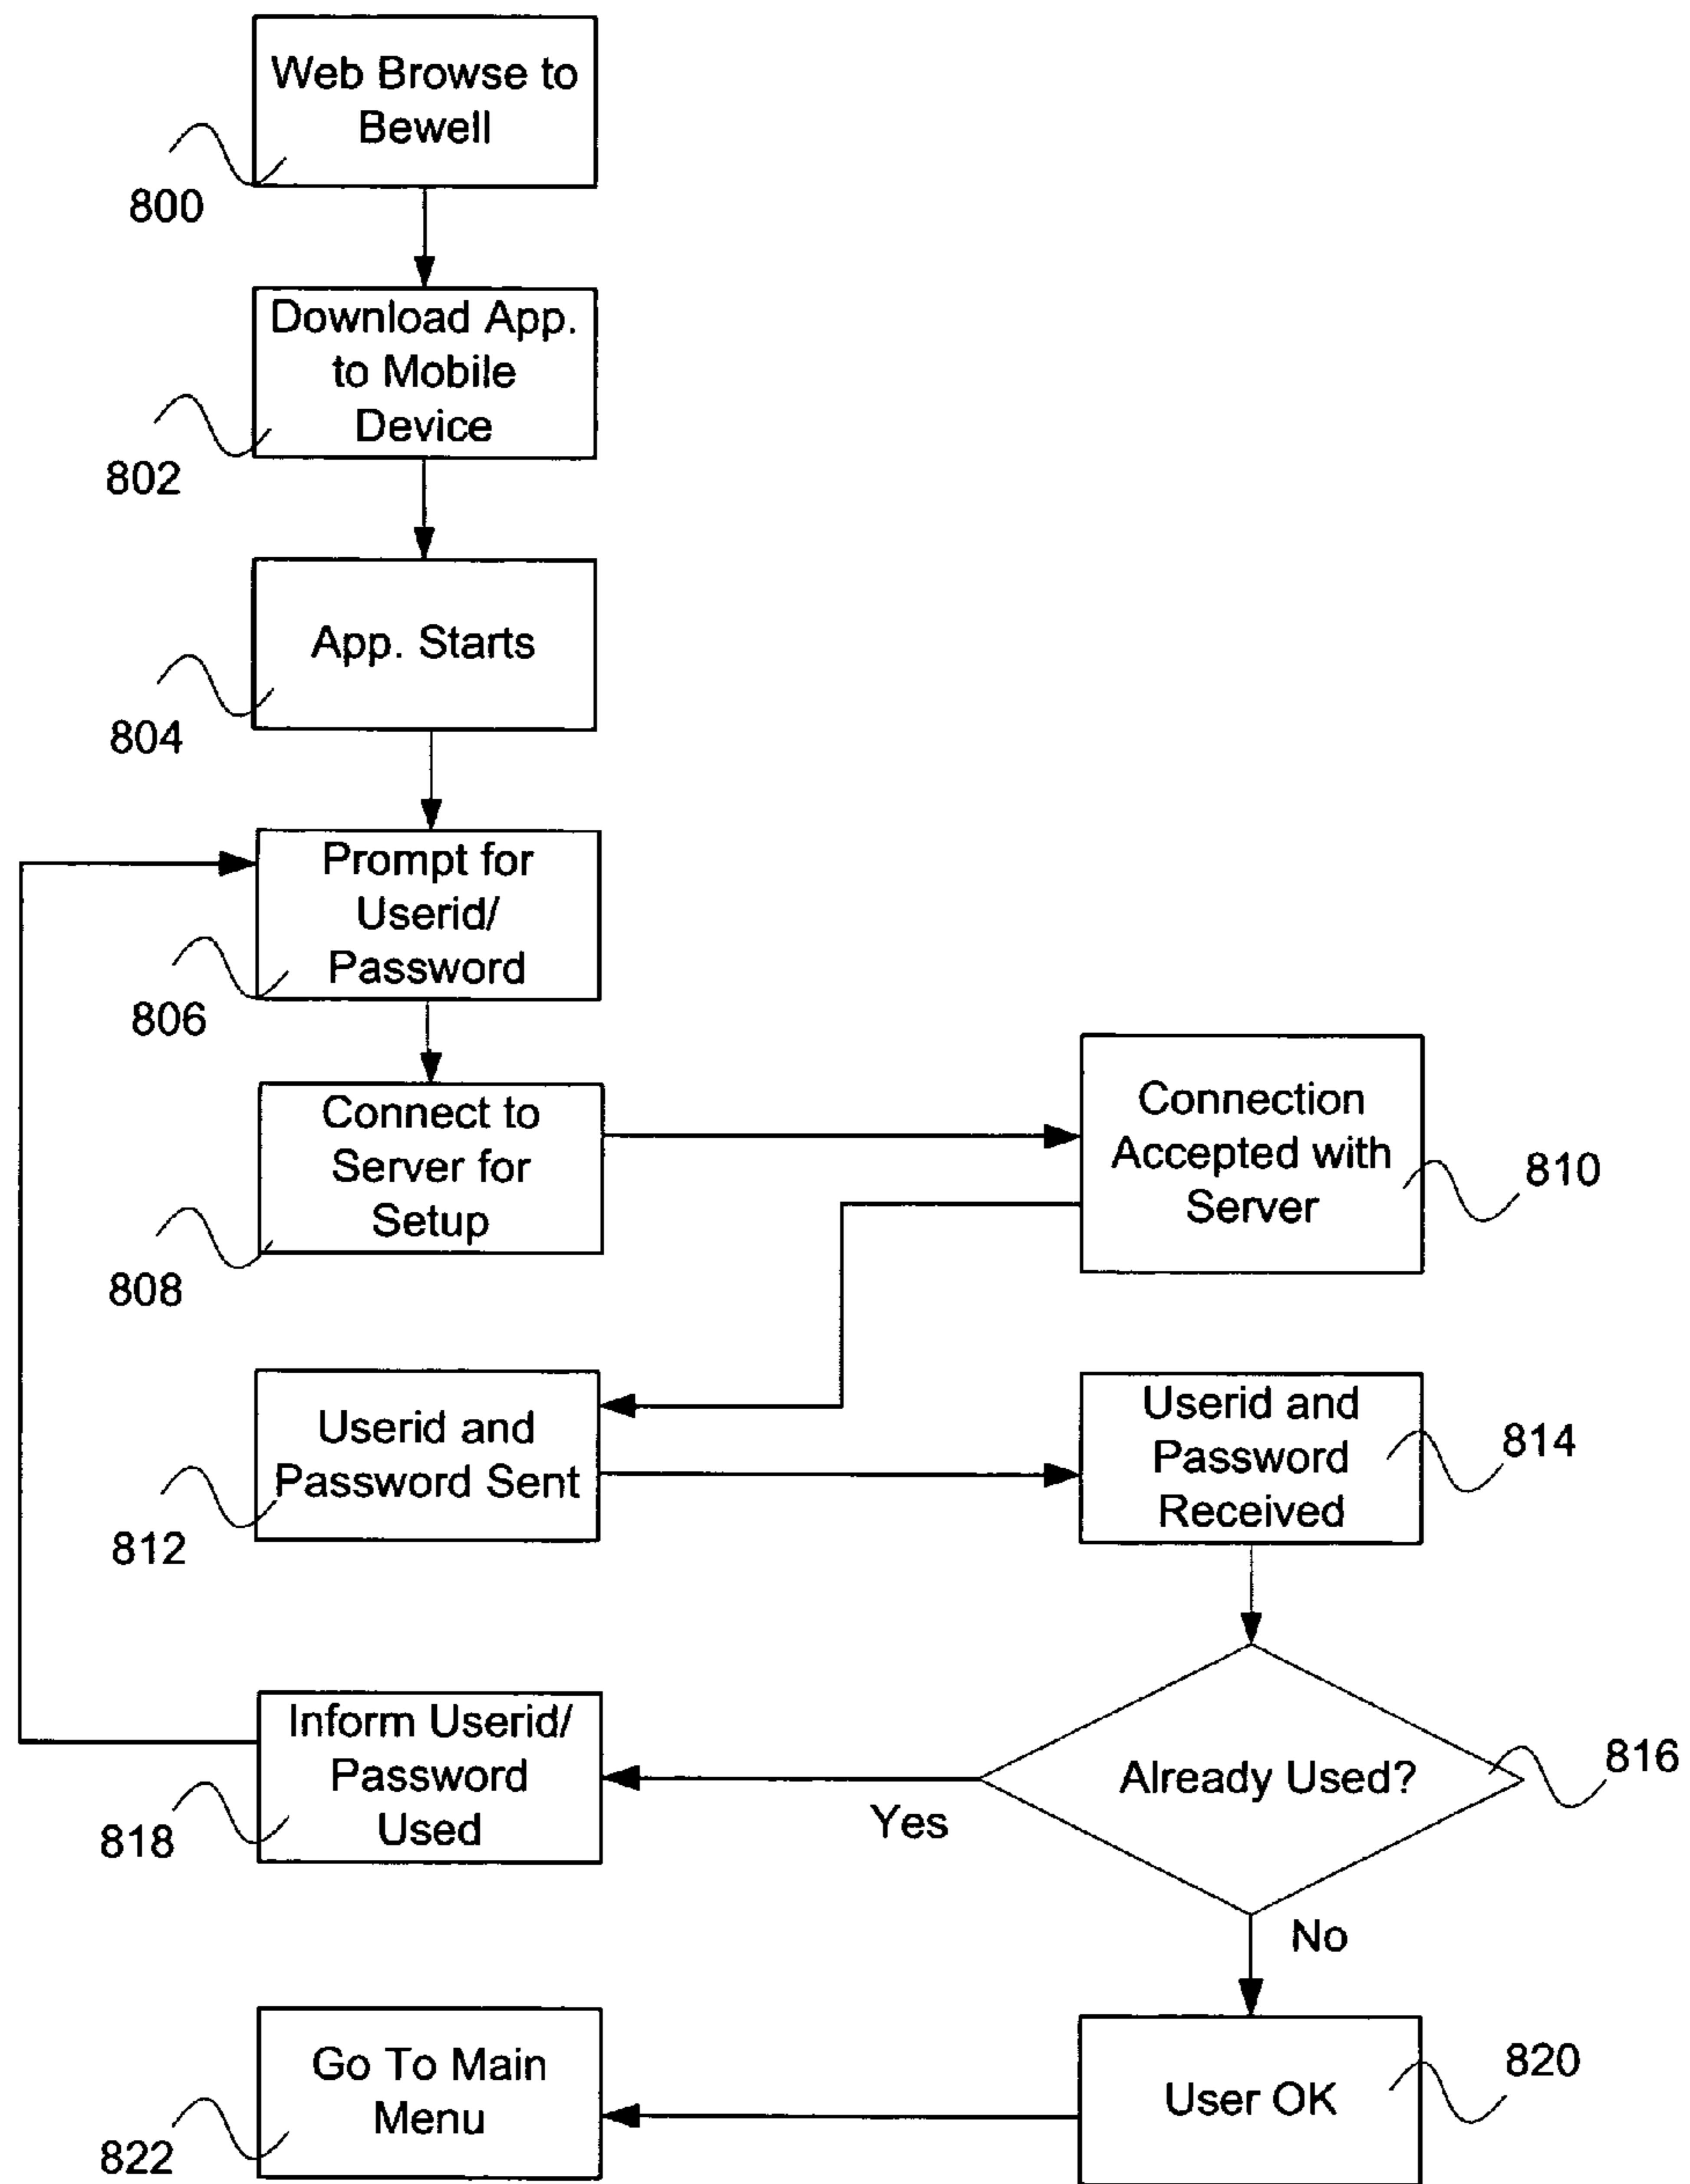 Web Browse to
Bewell
800
Download App.
to Mobile
Device
802
App. Starts
804
Prompt for
Userid/
Password
806
Connect to
Server for
Setup
808
Connection
Accepted with
Server
810
Userid and
Password Sent
812
Userid and
Password
Received
814
Already Used?
816
Yes
Inform Userid/
Password
Used
818
No
User OK
820
Go To Main
Menu
822